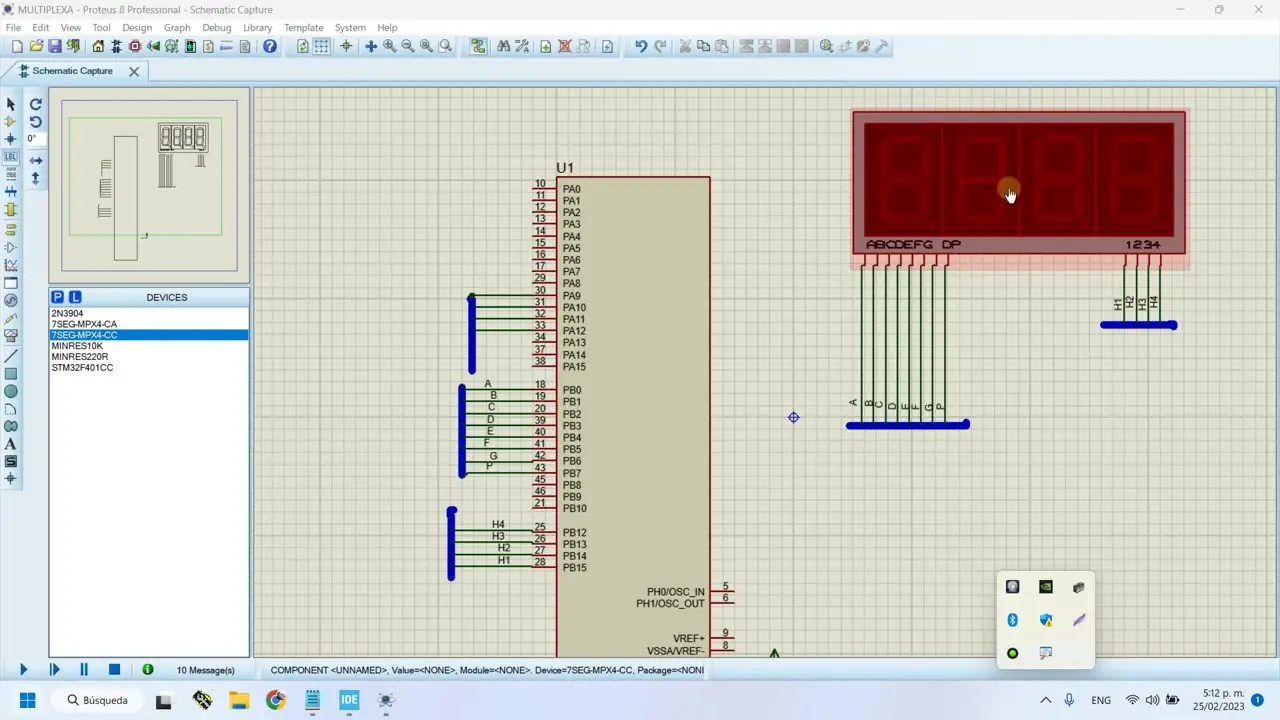 MULTIPLEXA - Proteus 8 Professional - Schematic Capture
File Edit View Tool Design Graph Debug Library Template System Help
Schematic Capture
0°
LBL
P L DEVICES
2N3904
7SEG-MPX4-CA
7SEG-MPX4-CC
MINRES10K
MINRES220R
STM32F401CC
A
U1
10 PA0
11 PA1
12 PA2
13 PA3
14 PA4
15 PA5
16 PA6
17 PA7
29 PA8
30 PA9
31 PA10
32 PA11
33 PA12
34 PA13
37 PA14
38 PA15
A 18 PB0
B 19 PB1
C 20 PB2
D 39 PB3
E 40 PB4
F 41 PB5
G 42 PB6
P 43 PB7
45 PB8
46 PB9
21 PB10
H4 25 PB12
H3 26 PB13
H2 27 PB14
H1 28 PB15
PH0/OSC_IN 5
PH1/OSC_OUT 6
VREF+ 9
VSSA/VREF- 8
ABCDEFG DP 1234
H1 H2 H3 H4
A B C D E F G P
10 Message(s) COMPONENT <UNNAMED>, Value=<NONE>, Module=<NONE>. Device=7SEG-MPX4-CC, Package=<NONI
Búsqueda
IDE
ENG
5:12 p. m.
25/02/2023
1